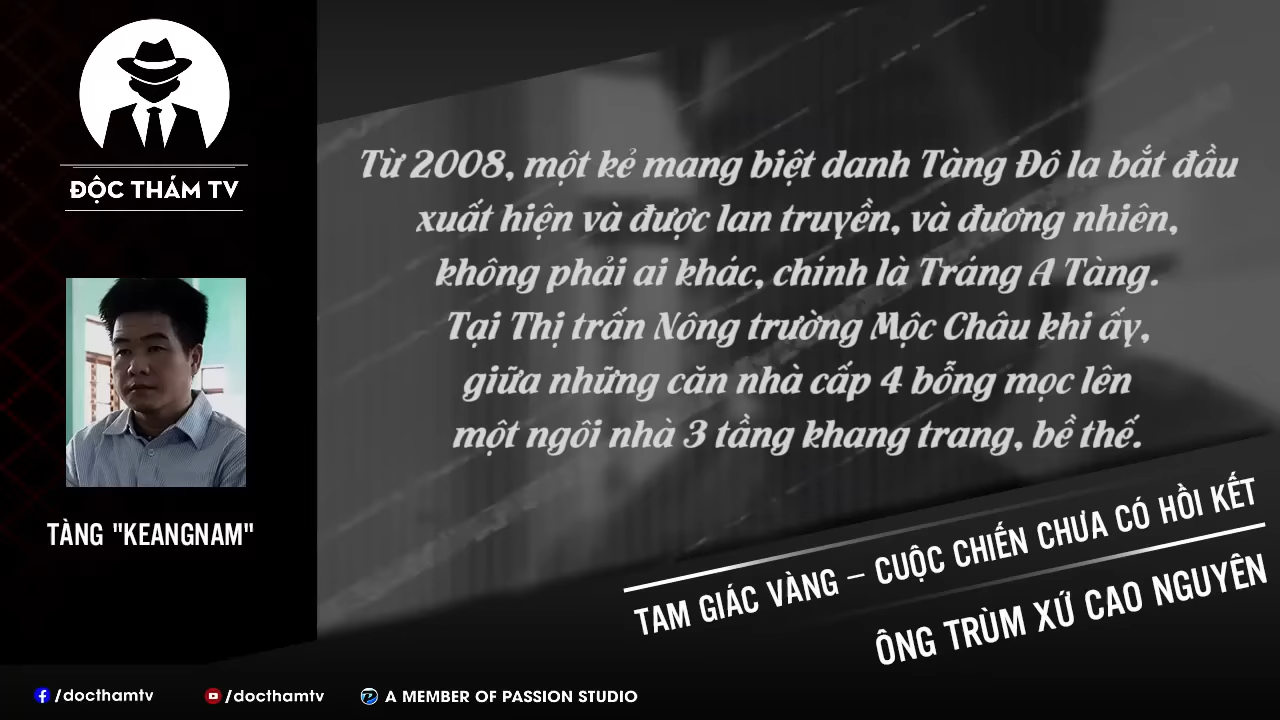 ĐỘC THÁM TV
TÀNG "KEANGNAM"
Từ 2008, một kẻ mang biệt danh Tàng Đô la bắt đầu
xuất hiện và được lan truyền, và đương nhiên,
không phải ai khác, chính là Tráng A Tàng.
Tại Thị trấn Nông trường Mộc Châu khi ấy,
giữa những căn nhà cấp 4 bỗng mọc lên
một ngôi nhà 3 tầng khang trang, bề thế.
TAM GIÁC VÀNG – CUỘC CHIẾN CHƯA CÓ HỒI KẾT
ÔNG TRÙM XỨ CAO NGUYÊN
/docthamtv
/docthamtv
A MEMBER OF PASSION STUDIO